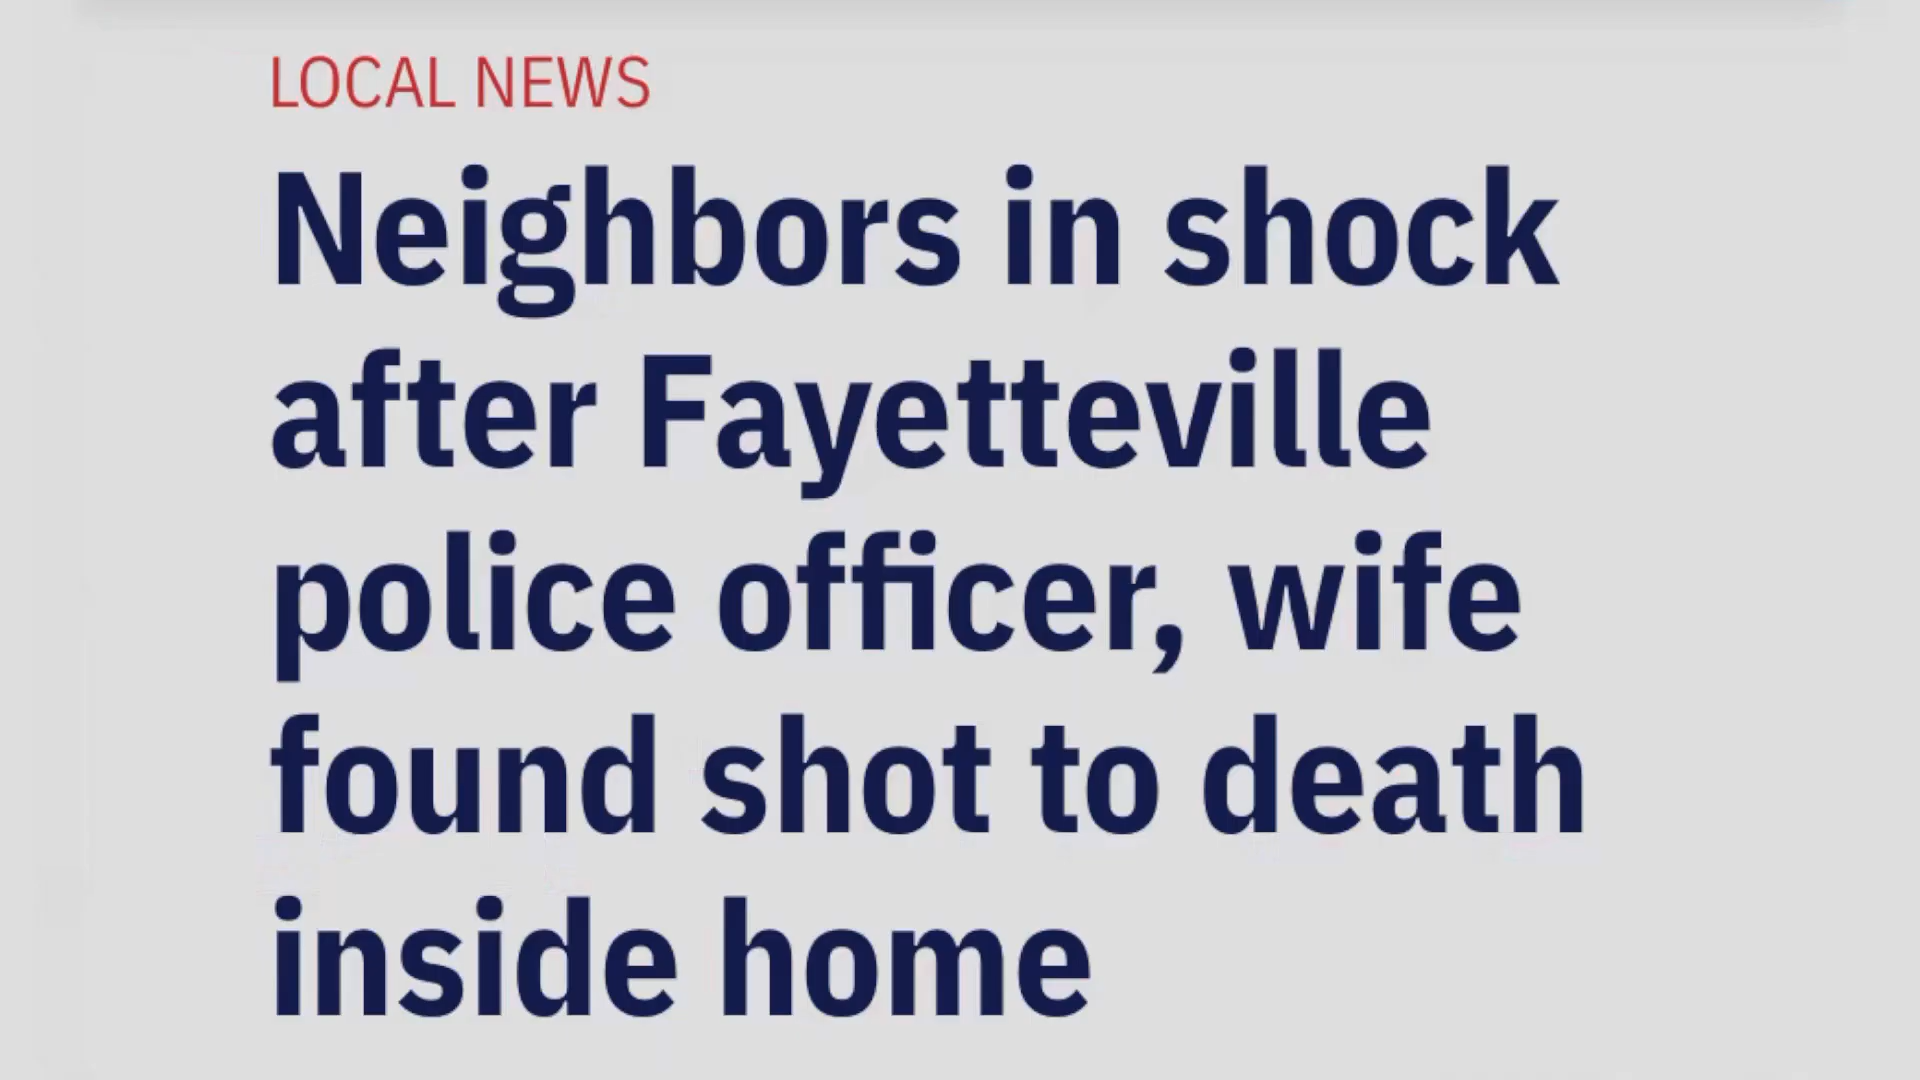 LOCAL NEWS
Neighbors in shock
after Fayetteville
police officer, wife
found shot to death
inside home